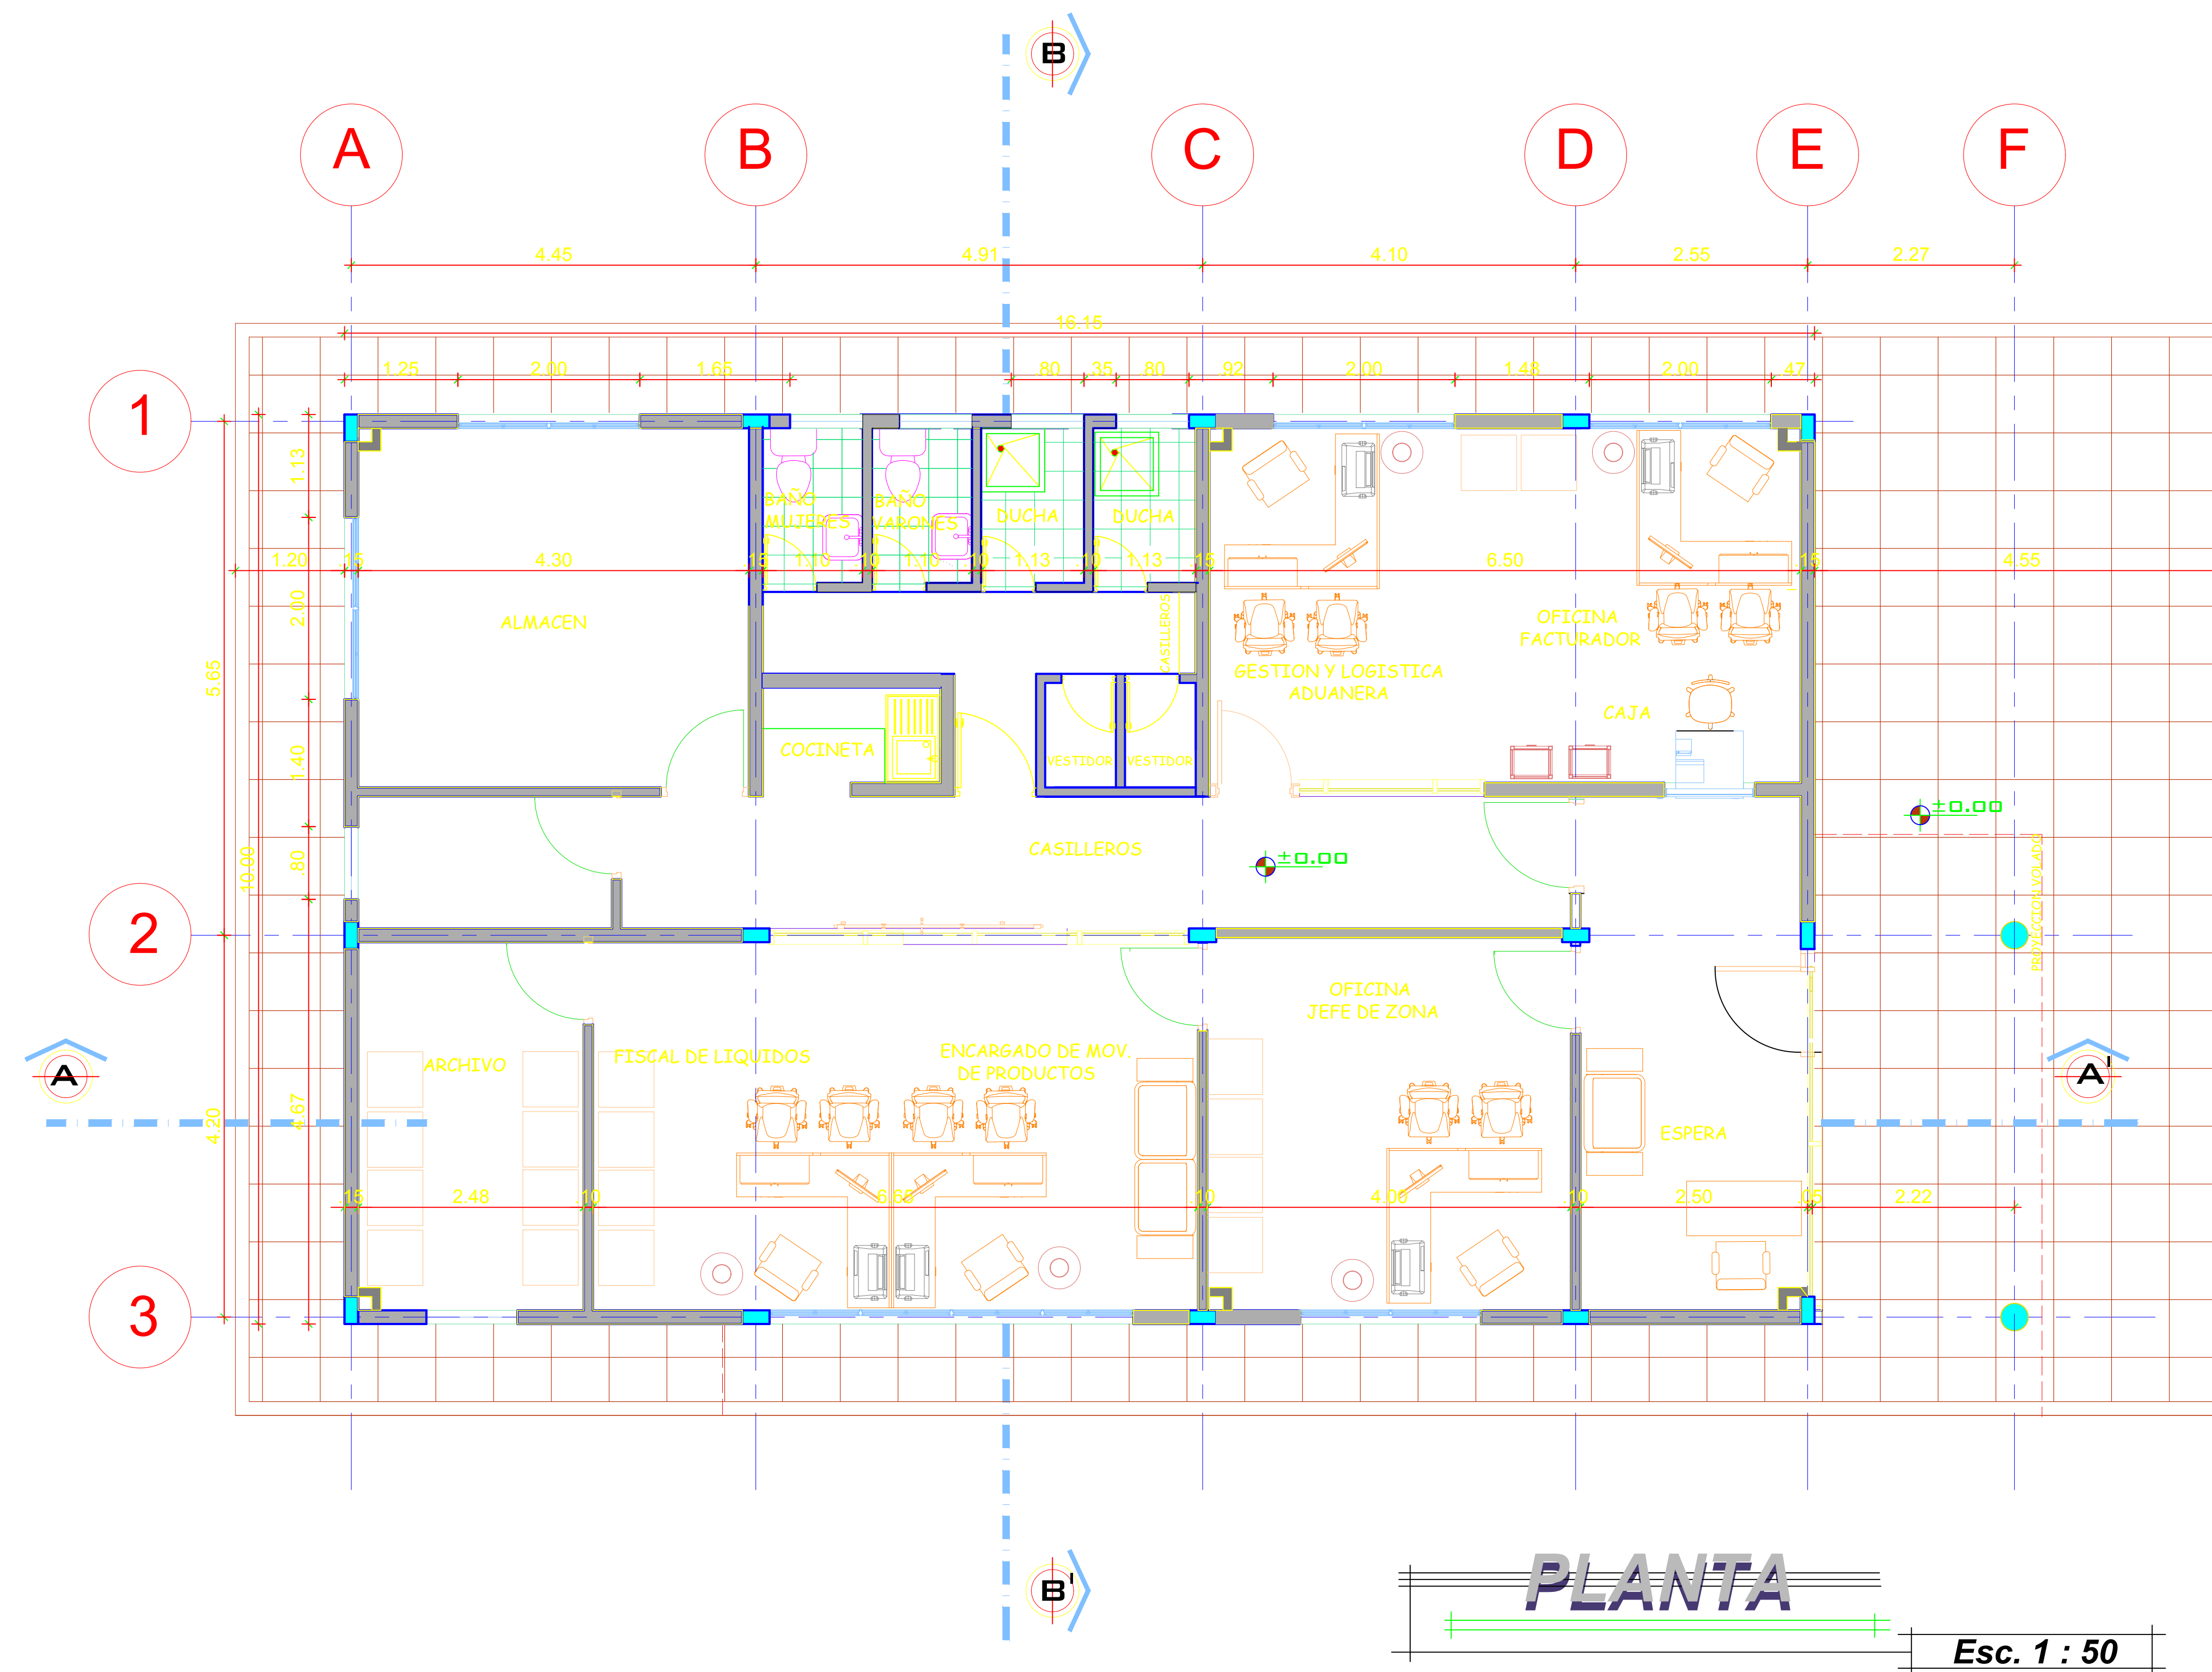 B
A B C D E F
4.45 4.91 4.10 2.55 2.27
16.15
1.25 2.00 1.65 .80 .35 .80 .92 2.00 1.48 2.00 .47
1
1.13
BAÑO
MUJERES
BAÑO
VARONES
DUCHA
DUCHA
1.20 .15 4.30 .15 1.10 .10 1.10 .10 1.13 .10 1.13 .15 6.50 .15 4.55
2.00
ALMACEN
CASILLEROS
OFICINA
FACTURADOR
5.65
GESTION Y LOGISTICA
ADUANERA
CAJA
1.40
COCINETA
VESTIDOR
VESTIDOR
±0.00
CASILLEROS
±0.00
.80
10.00
PROYECCION VOLADO
2
OFICINA
JEFE DE ZONA
ARCHIVO
FISCAL DE LIQUIDOS
ENCARGADO DE MOV.
DE PRODUCTOS
A
A'
4.20
4.67
ESPERA
.15 2.48 .10 6.65 .10 4.00 .10 2.50 .05 2.22
3
B'
PLANTA
Esc. 1 : 50